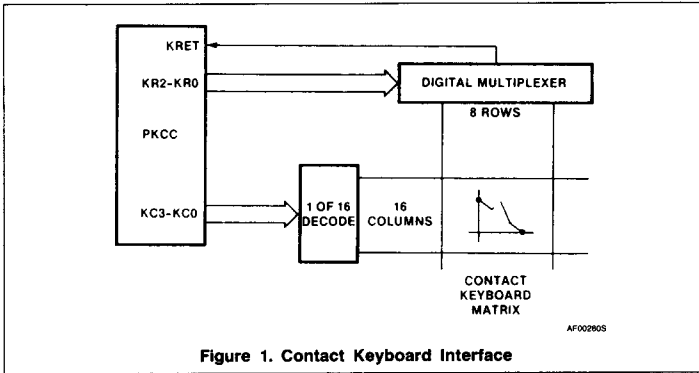 KRET
KR2-KR0
DIGITAL MULTIPLEXER
8 ROWS
PKCC
KC3-KC0
1 OF 16
DECODE
16
COLUMNS
CONTACT
KEYBOARD
MATRIX
AF00280S
Figure 1. Contact Keyboard Interface